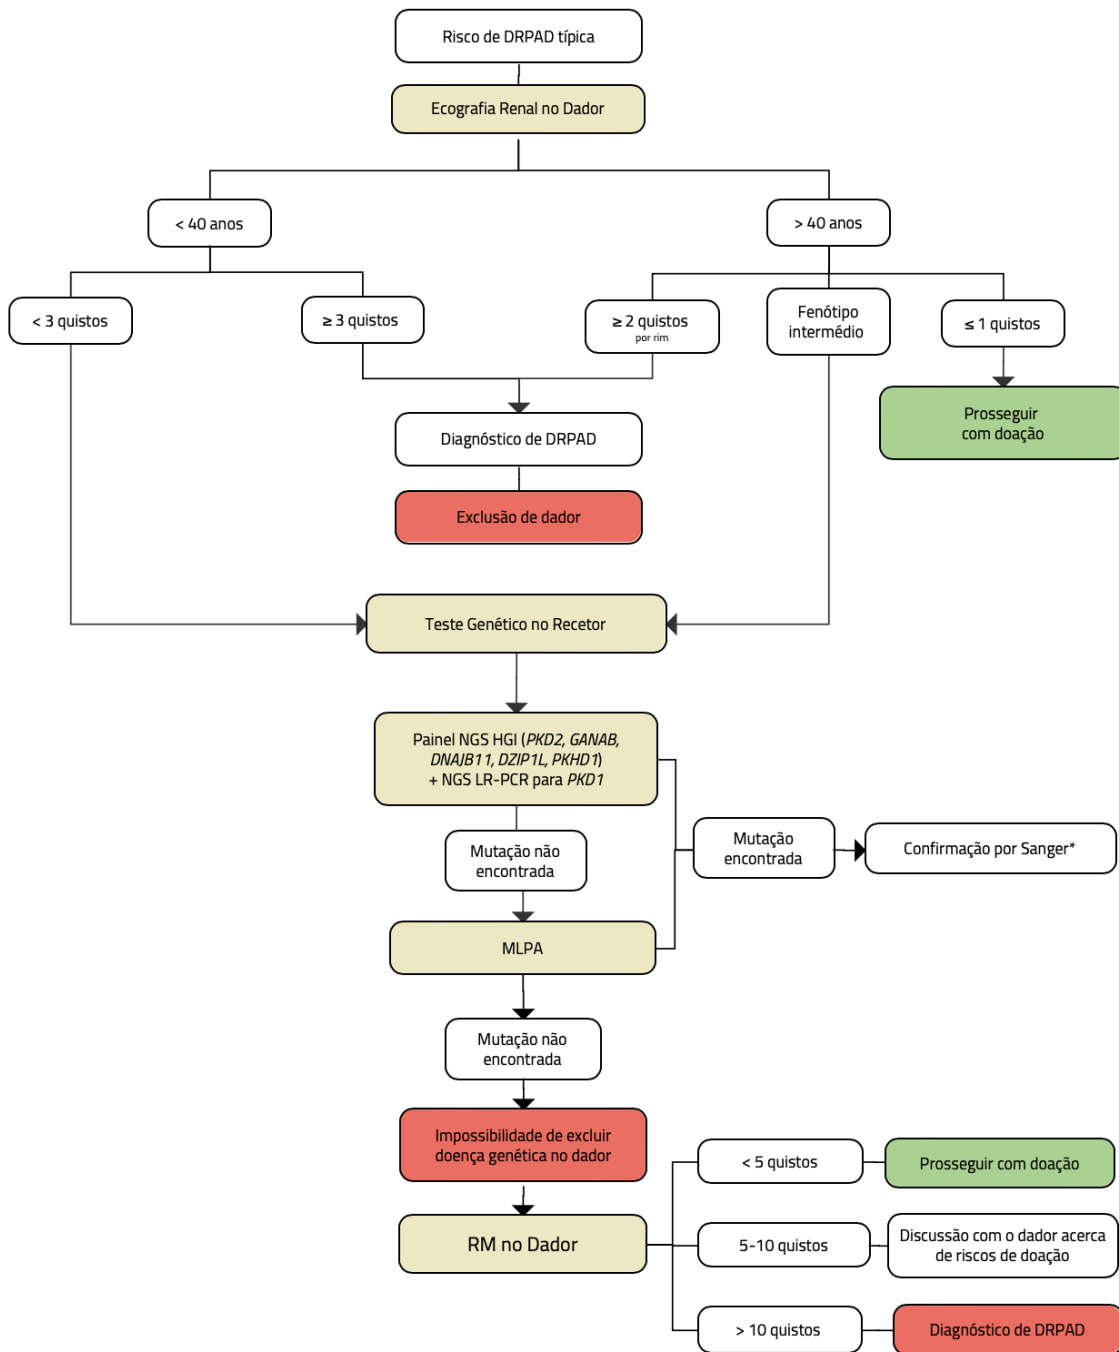 Risco de DRPAD típica
Ecografia Renal no Dador
< 40 anos
> 40 anos
< 3 quistos
≥ 3 quistos
≥ 2 quistos
por rim
Fenótipo
intermédio
≤ 1 quistos
Prosseguir
com doação
Diagnóstico de DRPAD
Exclusão de dador
Teste Genético no Recetor
Painel NGS HGI (PKD2, GANAB,
DNAJB11, DZIP1L, PKHD1)
+ NGS LR-PCR para PKD1
Mutação não
encontrada
Mutação
encontrada
Confirmação por Sanger*
MLPA
Mutação não
encontrada
Impossibilidade de excluir
doença genética no dador
RM no Dador
< 5 quistos
Prosseguir com doação
5-10 quistos
Discussão com o dador acerca
de riscos de doação
> 10 quistos
Diagnóstico de DRPAD